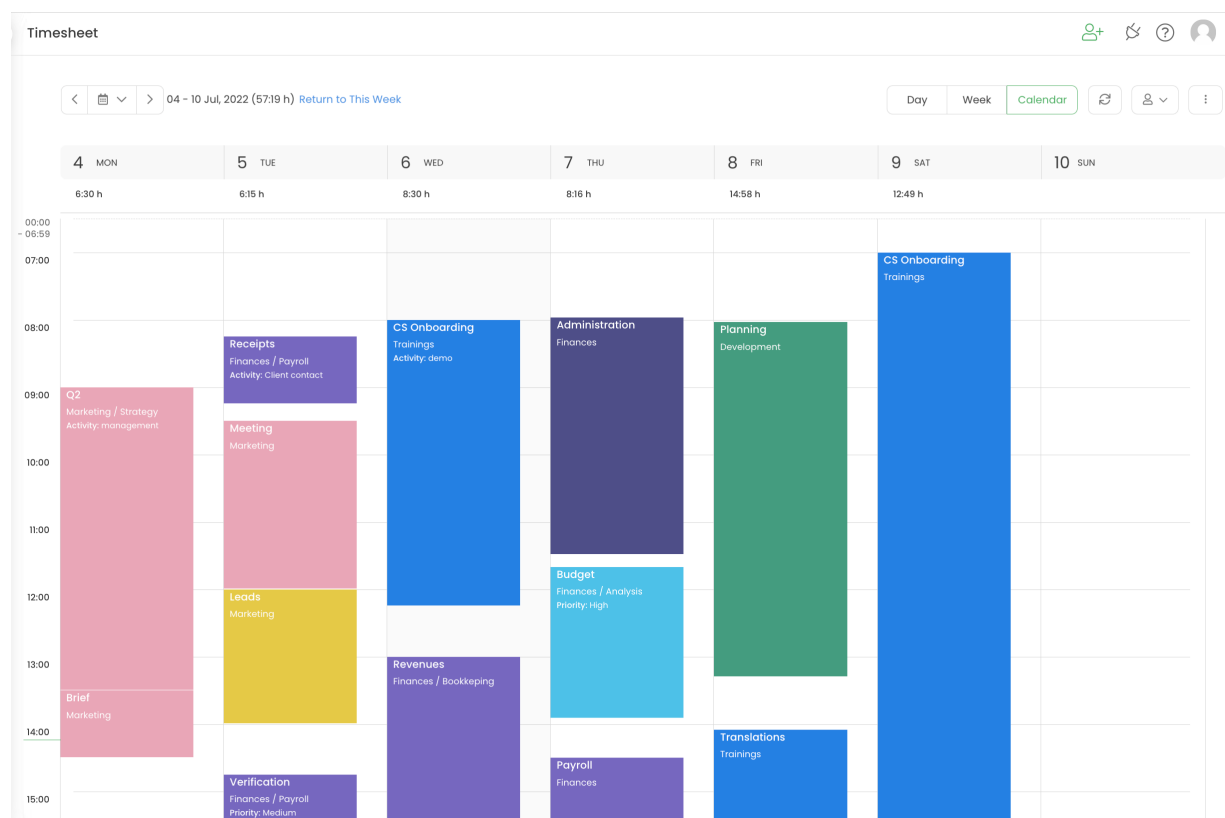 Timesheet
04 - 10 Jul, 2022 (57:19 h) Return to This Week
Day Week Calendar
4 MON 5 TUE 6 WED 7 THU 8 FRI 9 SAT 10 SUN
6:30 h 6:15 h 8:30 h 8:16 h 14:58 h 12:49 h
00:00
- 06:59
07:00
08:00
09:00
10:00
11:00
12:00
13:00
14:00
15:00
Q2
Marketing / Strategy
Activity: management
Brief
Marketing
Receipts
Finances / Payroll
Activity: Client contact
Meeting
Marketing
Leads
Marketing
Verification
Finances / Payroll
Priority: Medium
CS Onboarding
Trainings
Activity: demo
Revenues
Finances / Bookkeping
Administration
Finances
Budget
Finances / Analysis
Priority: High
Payroll
Finances
Planning
Development
Translations
Trainings
CS Onboarding
Trainings